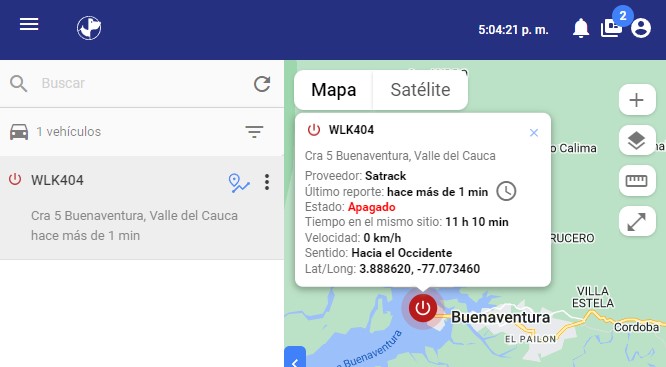 5:04:21 p. m.
2
Buscar
1 vehículos
WLK404
Cra 5 Buenaventura, Valle del Cauca
hace más de 1 min
Mapa
Satélite
WLK404
×
Cra 5 Buenaventura, Valle del Cauca
Proveedor: Satrack
Último reporte: hace más de 1 min
Estado: Apagado
Tiempo en el mismo sitio: 11 h 10 min
Velocidad: 0 km/h
Sentido: Hacia el Occidente
Lat/Long: 3.888620, -77.073460
o Calima
RUCERO
VILLA
ESTELA
Buenaventura
Cordoba
EL PAILON
Buenaventura